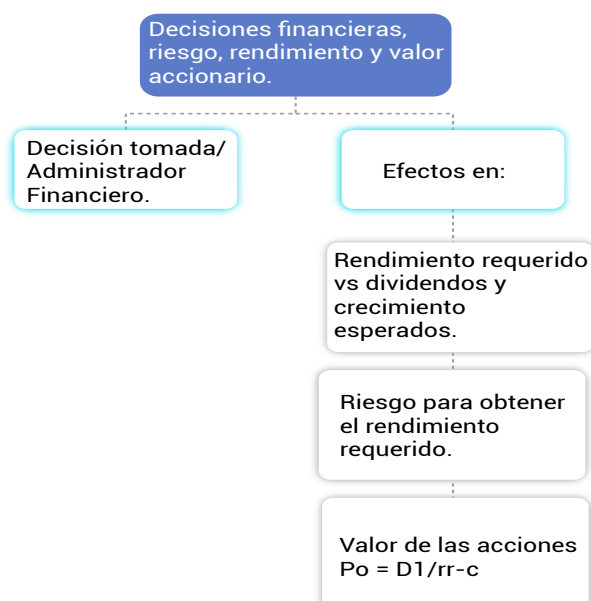 Decisiones financieras,
riesgo, rendimiento y valor
accionario.
Decisión tomada/
Administrador
Financiero.
Efectos en:
Rendimiento requerido
vs dividendos y
crecimiento
esperados.
Riesgo para obtener
el rendimiento
requerido.
Valor de las acciones
Po = D1/rr-c